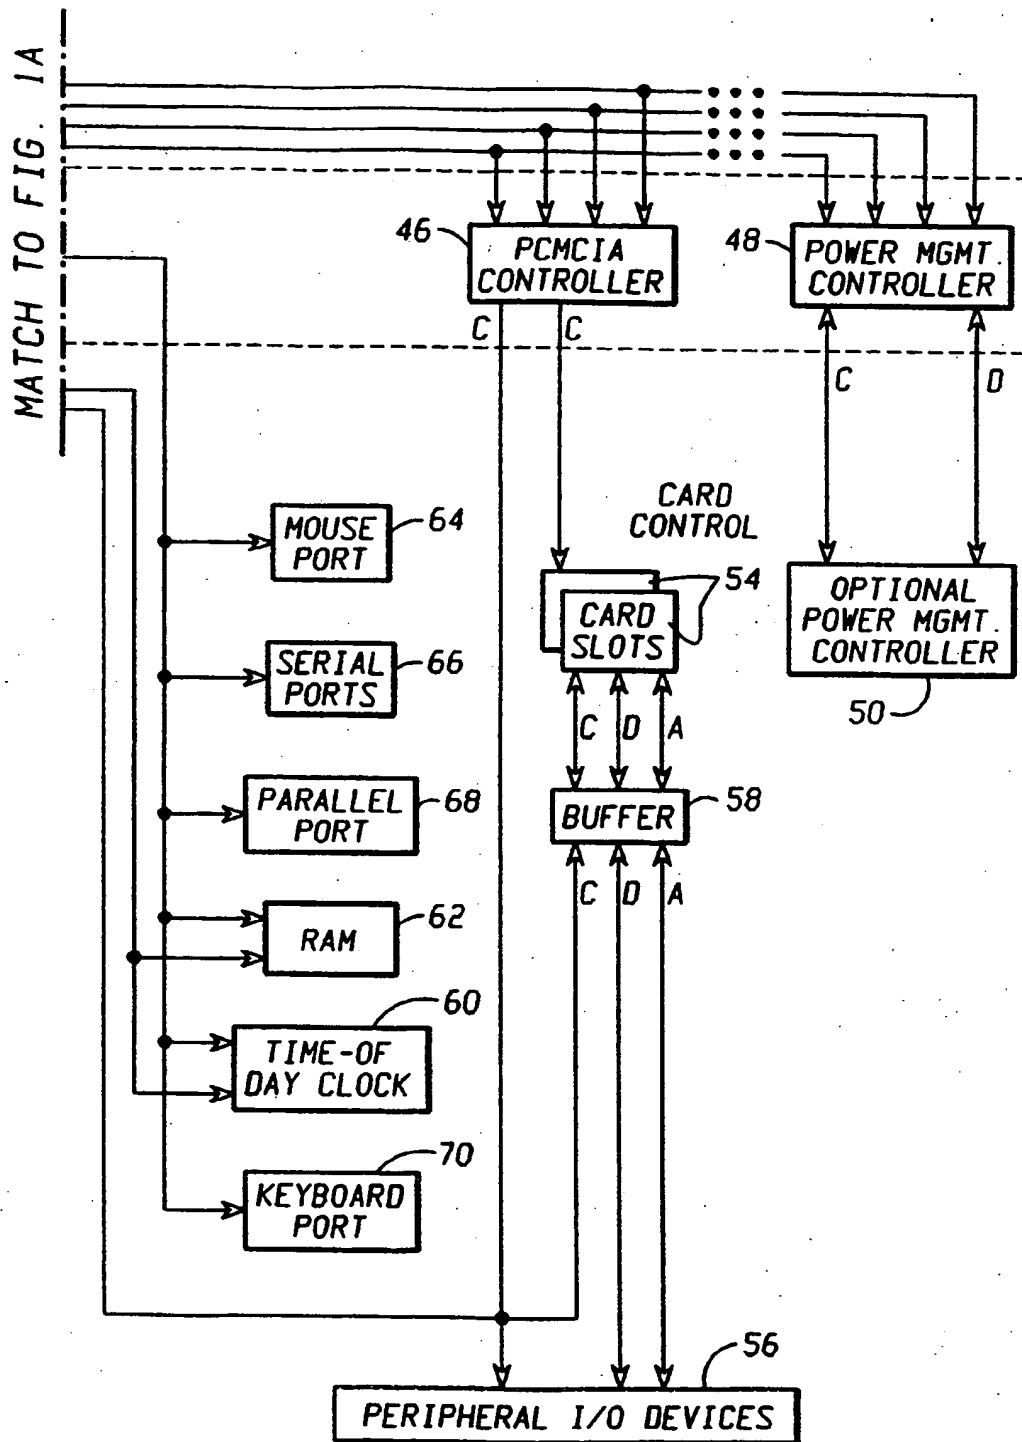 MATCH TO FIG. 1A
46
PCMCIA
CONTROLLER
48
POWER MGMT.
CONTROLLER
C
C
C
D
CARD
CONTROL
64
MOUSE
PORT
54
CARD
SLOTS
OPTIONAL
POWER MGMT.
CONTROLLER
50
66
SERIAL
PORTS
C
D
A
68
PARALLEL
PORT
58
BUFFER
C
D
A
62
RAM
60
TIME-OF
DAY CLOCK
70
KEYBOARD
PORT
56
PERIPHERAL I/O DEVICES